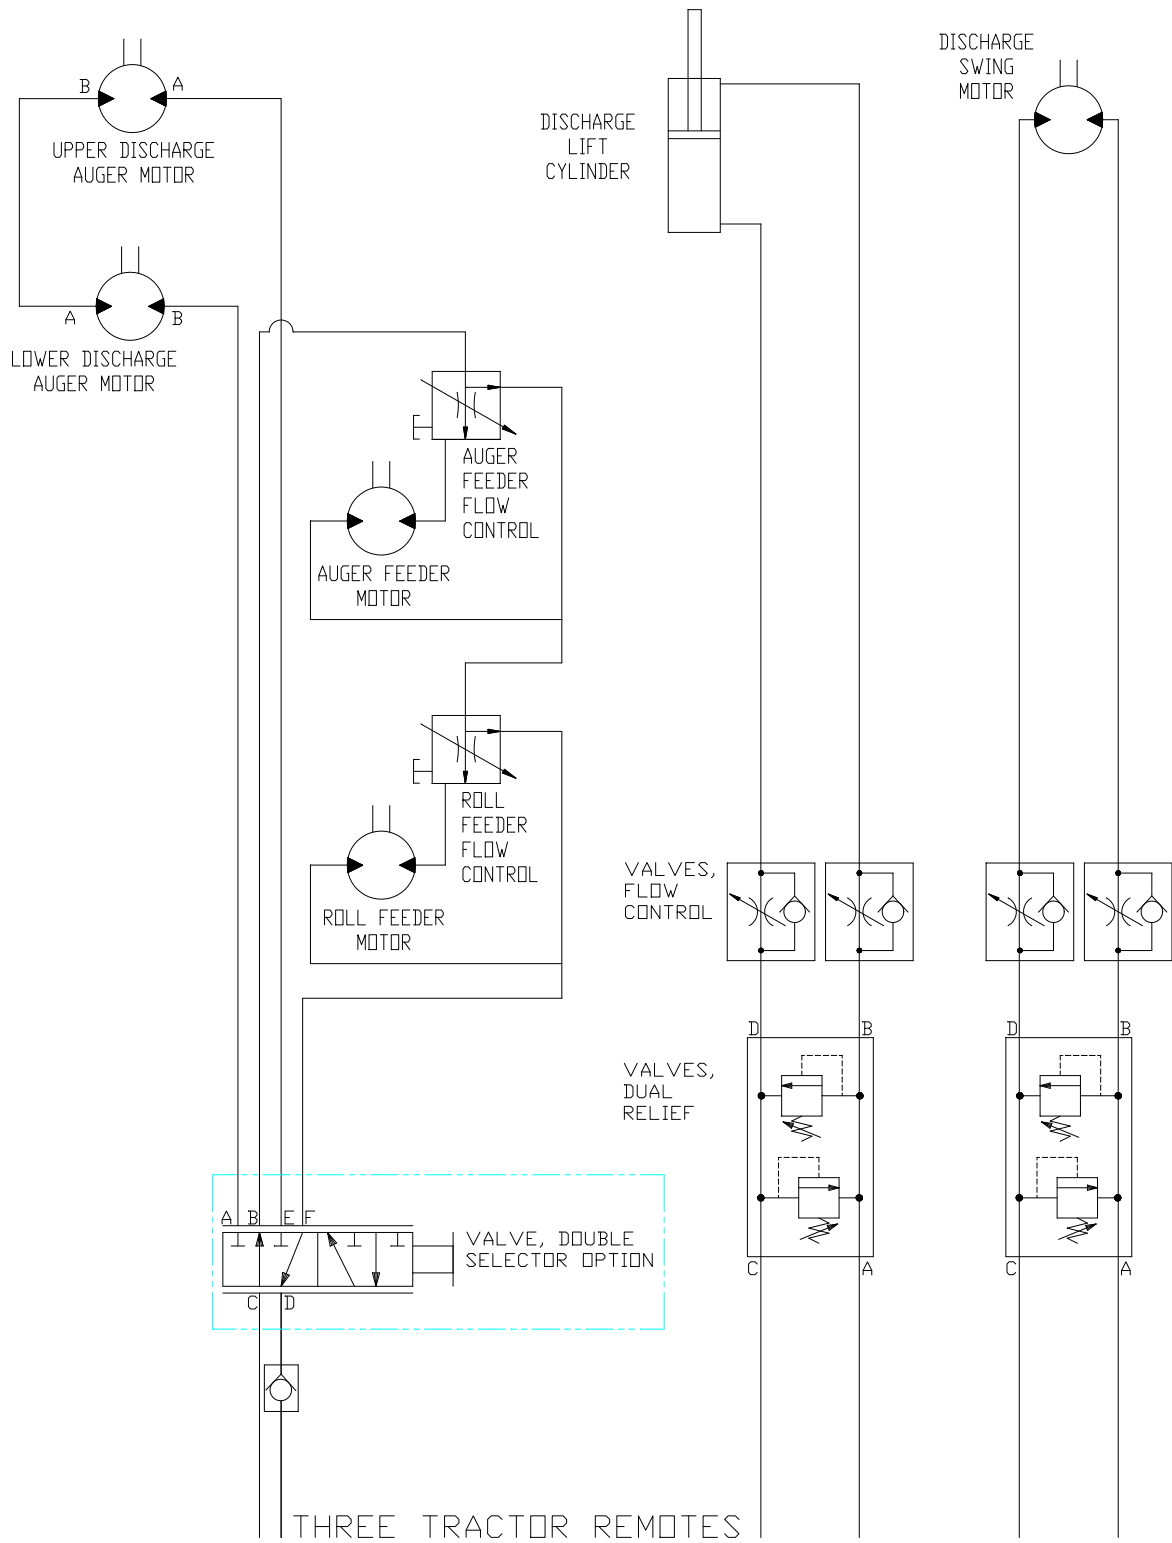 B
A
UPPER DISCHARGE
AUGER MOTOR
A
B
LOWER DISCHARGE
AUGER MOTOR
AUGER
FEEDER
FLOW
CONTROL
AUGER FEEDER
MOTOR
ROLL
FEEDER
FLOW
CONTROL
ROLL FEEDER
MOTOR
DISCHARGE
LIFT
CYLINDER
DISCHARGE
SWING
MOTOR
VALVES,
FLOW
CONTROL
D
B
D
B
VALVES,
DUAL
RELIEF
C
A
C
A
A B E F
VALVE, DOUBLE
SELECTOR OPTION
C D
THREE TRACTOR REMOTES